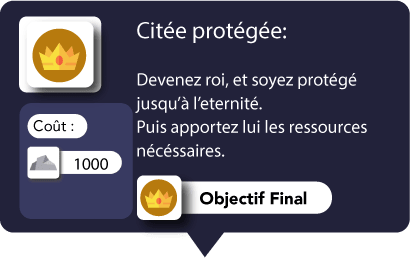 Citée protégée:
Devenez roi, et soyez protégé
jusqu'à l'eternité.
Puis apportez lui les ressources
nécéssaires.
Coût :
1000
Objectif Final